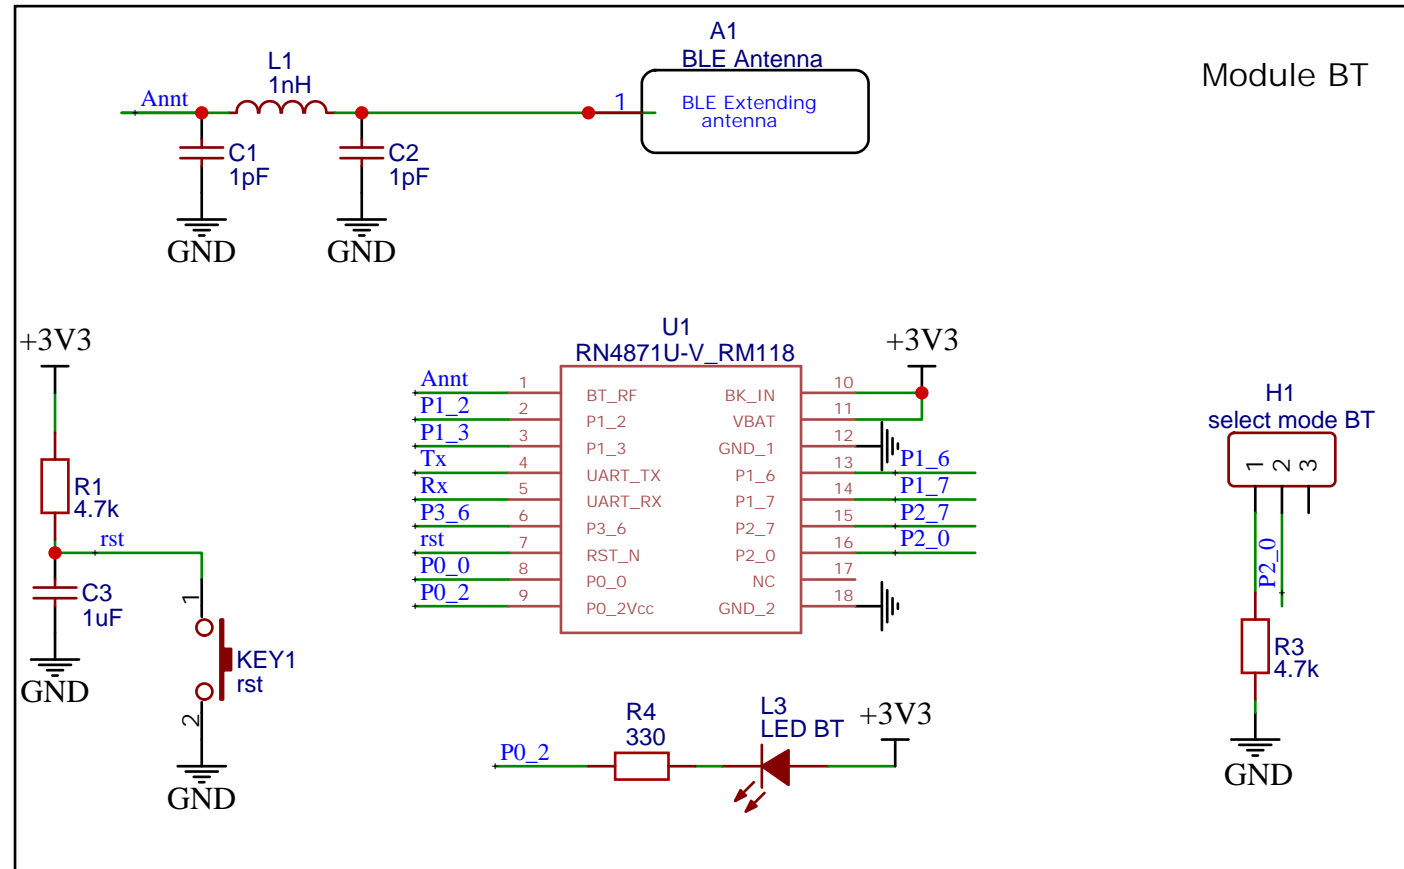 Module BT
A1
BLE Antenna
BLE Extending
antenna
1
L1
1nH
Annt
C1
1pF
C2
1pF
GND
GND
+3V3
R1
4.7k
rst
C3
1uF
GND
1
KEY1
rst
2
GND
U1
RN4871U-V_RM118
+3V3
Annt 1 BT_RF BK_IN 10
P1_2 2 P1_2 VBAT 11
P1_3 3 P1_3 GND_1 12
Tx 4 UART_TX P1_6 13 P1_6
Rx 5 UART_RX P1_7 14 P1_7
P3_6 6 P3_6 P2_7 15 P2_7
rst 7 RST_N P2_0 16 P2_0
P0_0 8 P0_0 NC 17
P0_2 9 P0_2Vcc GND_2 18
H1
select mode BT
1 2 3
P2_0
R3
4.7k
GND
P0_2
R4
330
L3
LED BT
+3V3